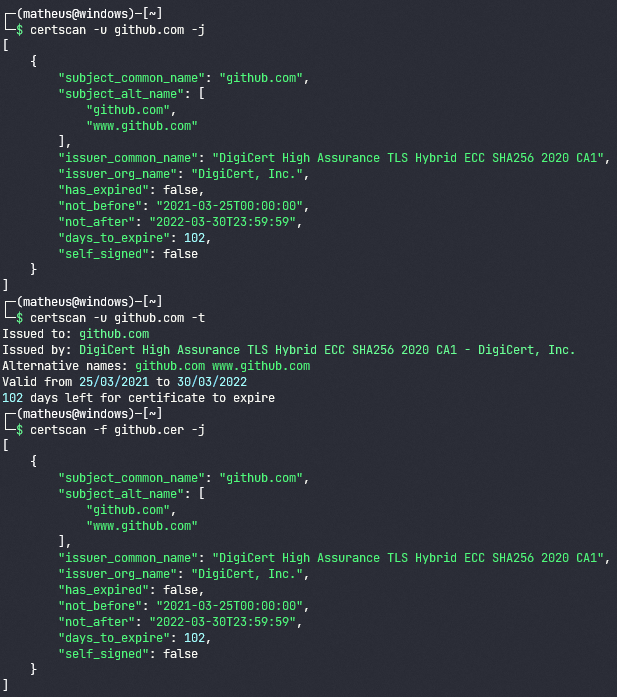 ┌─(matheus@windows)-[~]
└─$ certscan -u github.com -j
[
    {
        "subject_common_name": "github.com",
        "subject_alt_name": [
            "github.com",
            "www.github.com"
        ],
        "issuer_common_name": "DigiCert High Assurance TLS Hybrid ECC SHA256 2020 CA1",
        "issuer_org_name": "DigiCert, Inc.",
        "has_expired": false,
        "not_before": "2021-03-25T00:00:00",
        "not_after": "2022-03-30T23:59:59",
        "days_to_expire": 102,
        "self_signed": false
    }
]
┌─(matheus@windows)-[~]
└─$ certscan -u github.com -t
Issued to: github.com
Issued by: DigiCert High Assurance TLS Hybrid ECC SHA256 2020 CA1 - DigiCert, Inc.
Alternative names: github.com www.github.com
Valid from 25/03/2021 to 30/03/2022
102 days left for certificate to expire
┌─(matheus@windows)-[~]
└─$ certscan -f github.cer -j
[
    {
        "subject_common_name": "github.com",
        "subject_alt_name": [
            "github.com",
            "www.github.com"
        ],
        "issuer_common_name": "DigiCert High Assurance TLS Hybrid ECC SHA256 2020 CA1",
        "issuer_org_name": "DigiCert, Inc.",
        "has_expired": false,
        "not_before": "2021-03-25T00:00:00",
        "not_after": "2022-03-30T23:59:59",
        "days_to_expire": 102,
        "self_signed": false
    }
]